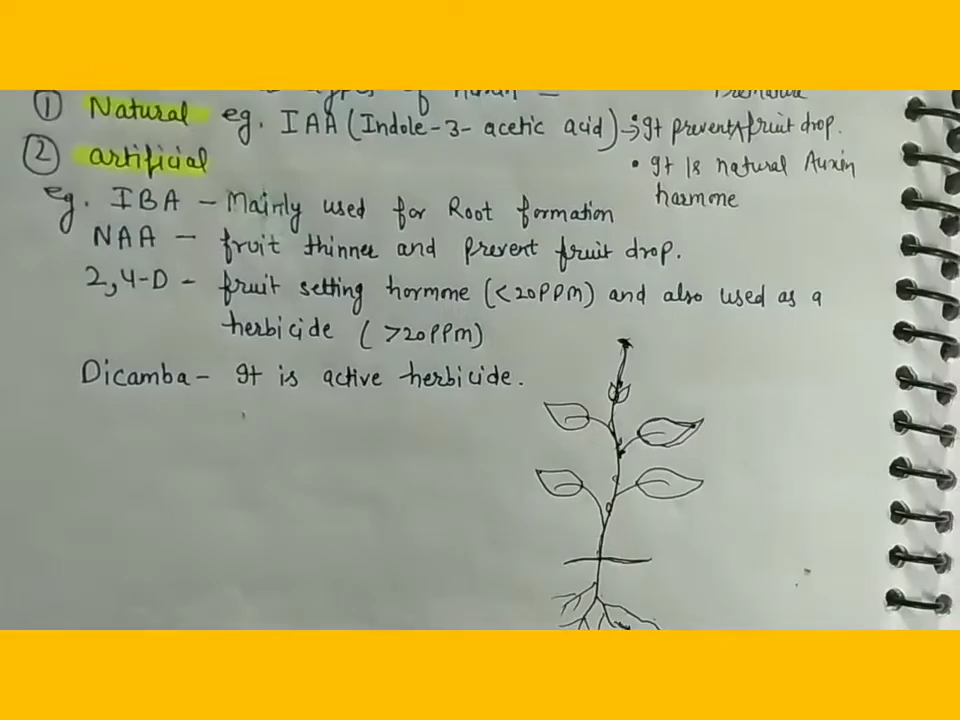 Premature
① Natural eg. IAA (Indole-3-acetic acid) → It prevent fruit drop.
② artificial
• It is natural Auxin
hormone
eg. IBA - Mainly used for Root formation
NAA - fruit thinner and prevent fruit drop.
2,4-D - fruit setting hormone (<20PPM) and also used as a
herbicide (>20PPM)
Dicamba - It is active herbicide.